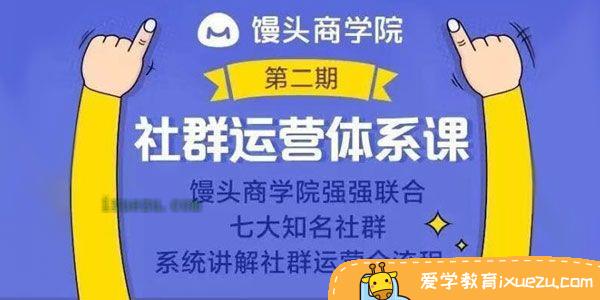 馒头商学院
第二期
社群运营体系课
馒头商学院强强联合
七大知名社群
系统讲解社群运营全流程
爱学教育ixuezu.com